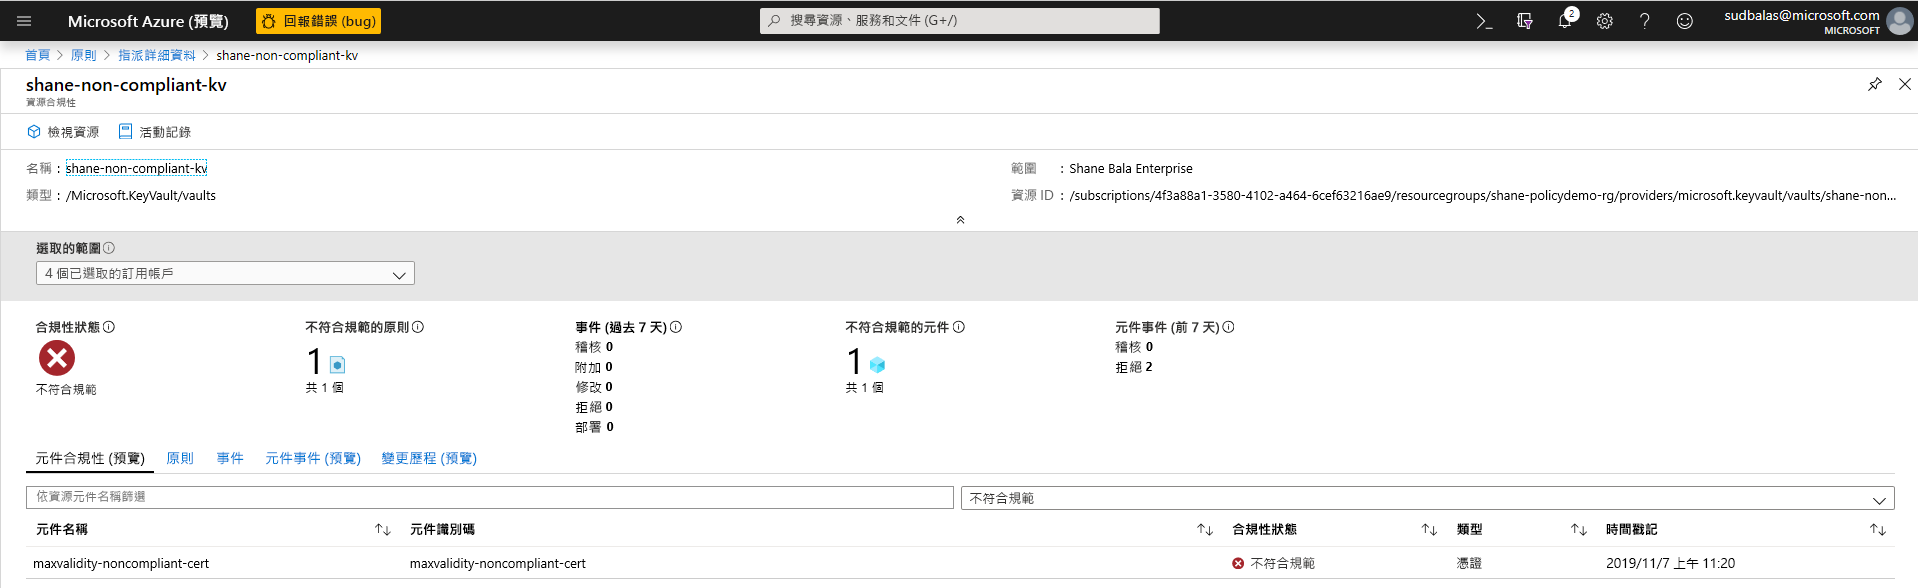 Microsoft Azure (預覽)
回報錯誤 (bug)
搜尋資源、服務和文件 (G+/)
2
sudbalas@microsoft.com
MICROSOFT
首頁 > 原則 > 指派詳細資料 > shane-non-compliant-kv
shane-non-compliant-kv
資源合規性
檢視資源 活動記錄
名稱 : shane-non-compliant-kv
類型 : /Microsoft.KeyVault/vaults
範圍 : Shane Bala Enterprise
資源 ID : /subscriptions/4f3a88a1-3580-4102-a464-6cef63216ae9/resourcegroups/shane-policydemo-rg/providers/microsoft.keyvault/vaults/shane-non...
選取的範圍
4 個已選取的訂用帳戶
合規性狀態
不符合規範
不符合規範的原則
1
共 1 個
事件 (過去 7 天)
稽核 0
附加 0
修改 0
拒絕 0
部署 0
不符合規範的元件
1
共 1 個
元件事件 (前 7 天)
稽核 0
拒絕 2
元件合規性 (預覽) 原則 事件 元件事件 (預覽) 變更歷程 (預覽)
依資源元件名稱篩選
不符合規範
元件名稱 元件識別碼 合規性狀態 類型 時間戳記
maxvalidity-noncompliant-cert maxvalidity-noncompliant-cert 不符合規範 憑證 2019/11/7 上午 11:20